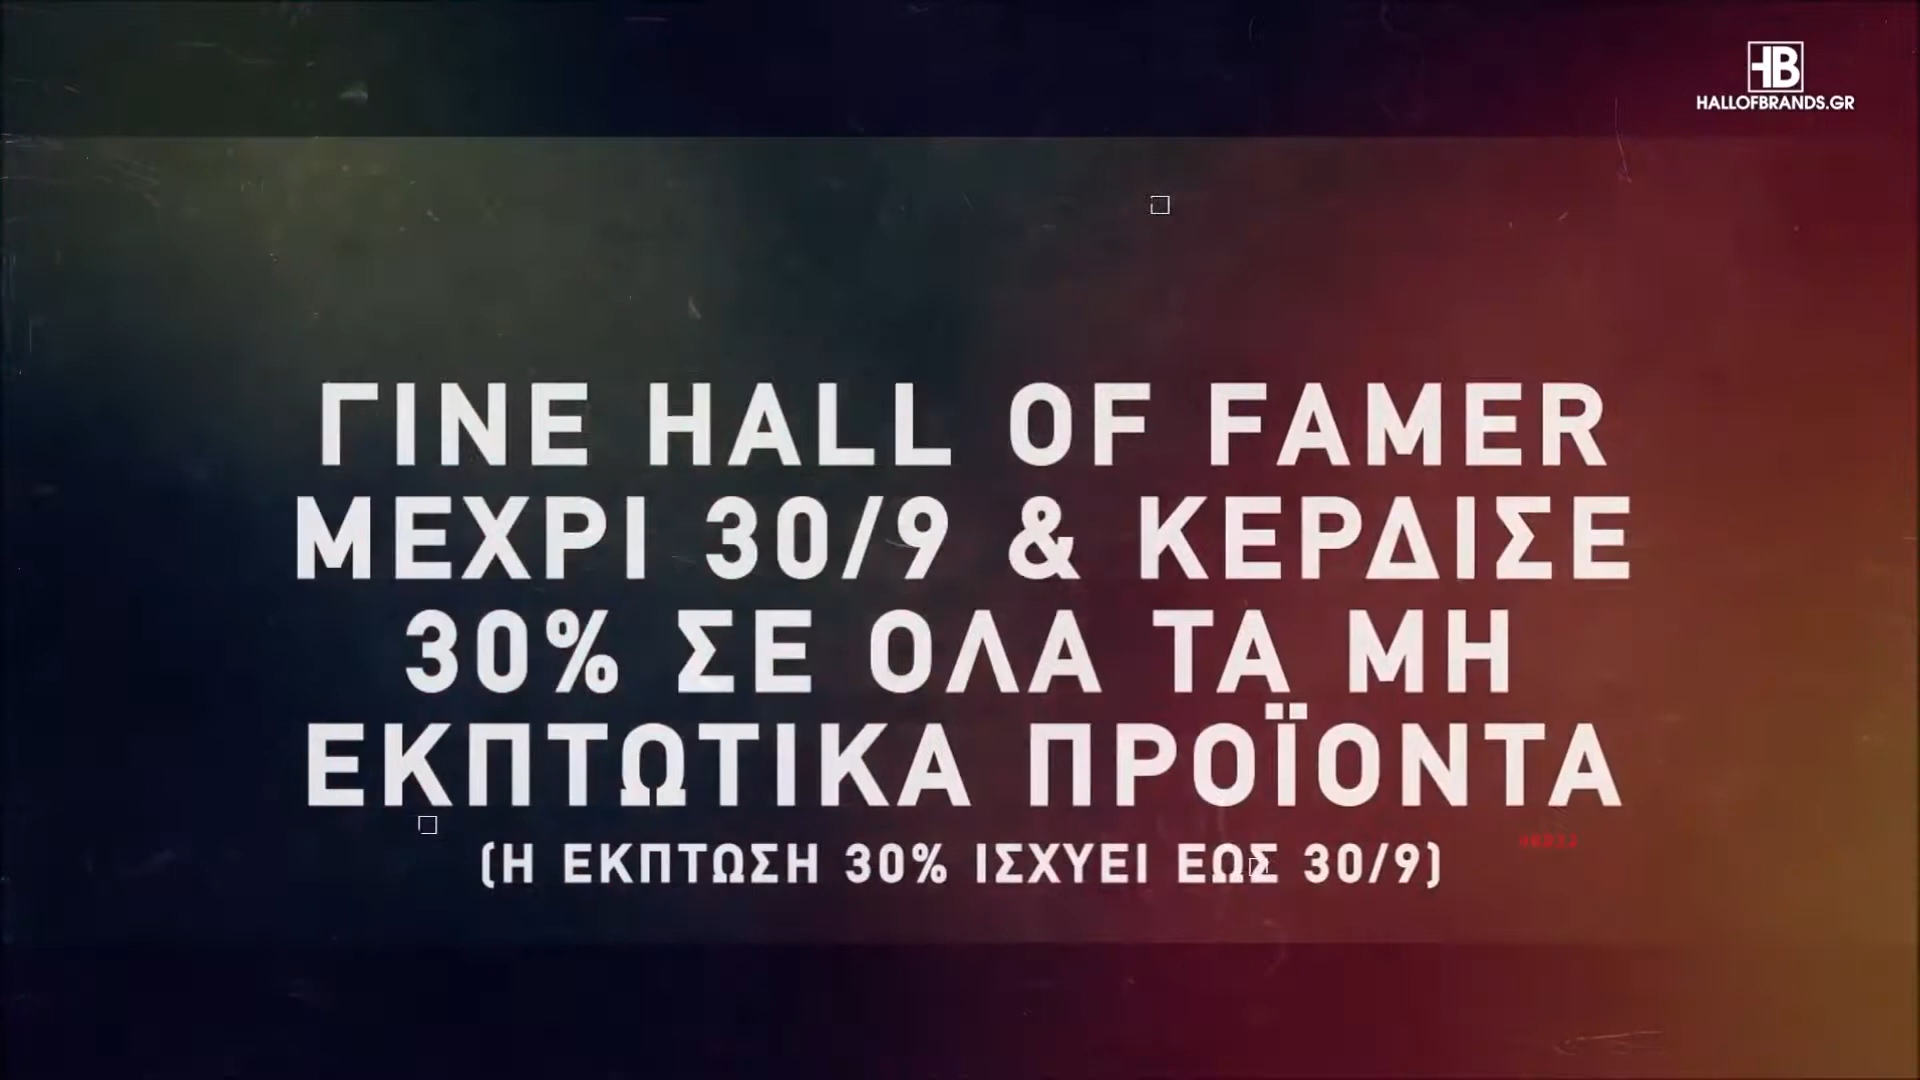 HB
HALLOFBRANDS.GR
ΓΙΝΕ HALL OF FAMER
ΜΕΧΡΙ 30/9 & ΚΕΡΔΙΣΕ
30% ΣΕ ΟΛΑ ΤΑ ΜΗ
ΕΚΠΤΩΤΙΚΑ ΠΡΟΪΟΝΤΑ
(Η ΕΚΠΤΩΣΗ 30% ΙΣΧΥΕΙ ΕΩΣ 30/9)